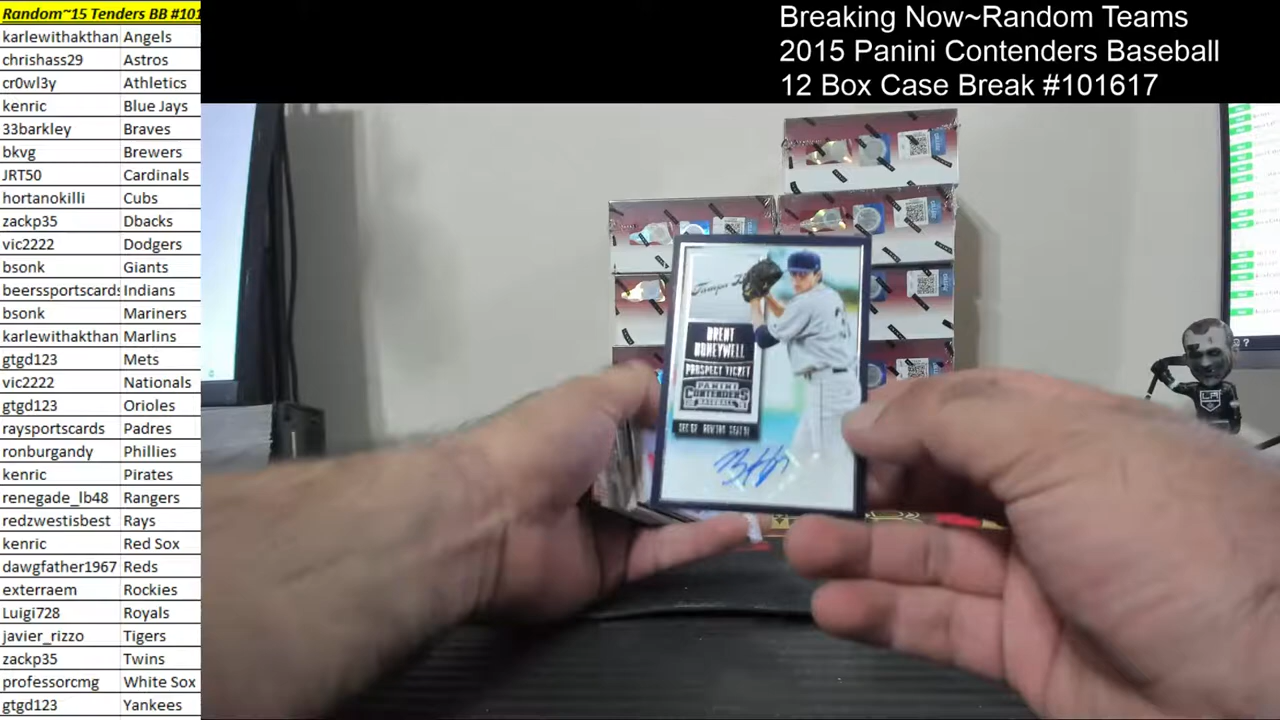 Random~15 Tenders BB #101
karlewithakthan Angels
chrishass29 Astros
cr0wl3y Athletics
kenric Blue Jays
33barkley Braves
bkvg Brewers
JRT50 Cardinals
hortanokilli Cubs
zackp35 Dbacks
vic2222 Dodgers
bsonk Giants
beerssportscards Indians
bsonk Mariners
karlewithakthan Marlins
gtgd123 Mets
vic2222 Nationals
gtgd123 Orioles
raysportscards Padres
ronburgandy Phillies
kenric Pirates
renegade_lb48 Rangers
redzwestisbest Rays
kenric Red Sox
dawgfather1967 Reds
exterraem Rockies
Luigi728 Royals
javier_rizzo Tigers
zackp35 Twins
professorcmg White Sox
gtgd123 Yankees
Breaking Now~Random Teams
2015 Panini Contenders Baseball
12 Box Case Break #101617
Tampa
BRENT
HONEYWELL
PROSPECT TICKET
PANINI
CONTENDERS
BASEBALL